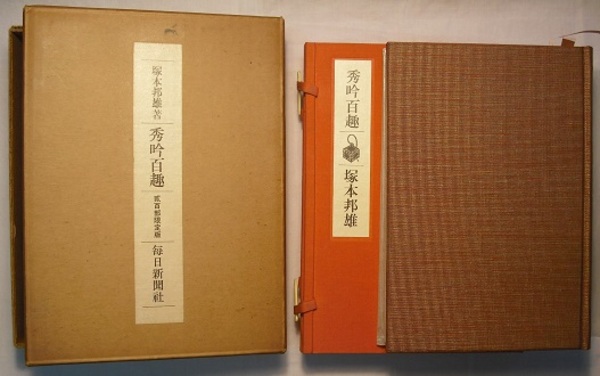 塚本邦雄著
秀吟百趣
貳百部限定版
毎日新聞社
秀吟百趣
塚本邦雄